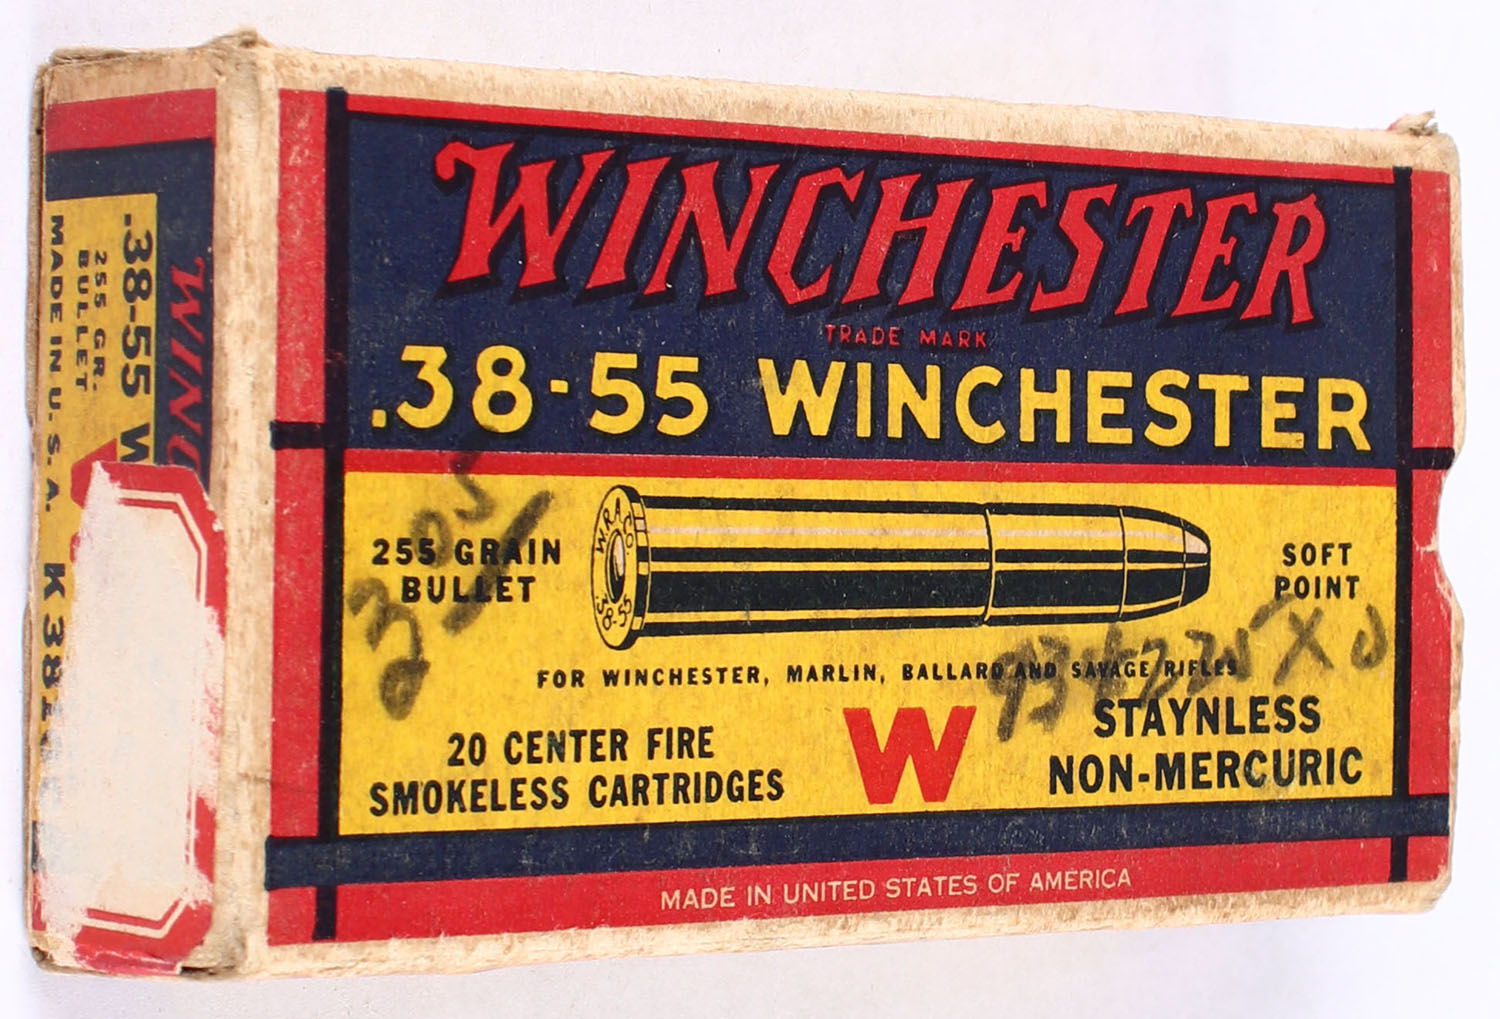 WINCHESTER
TRADE MARK
.38-55 WINCHESTER
255 GRAIN
BULLET
W.R.A. Co.
38-55
SOFT
POINT
FOR WINCHESTER, MARLIN, BALLARD AND SAVAGE RIFLES
20 CENTER FIRE
SMOKELESS CARTRIDGES
W
STAYNLESS
NON-MERCURIC
MADE IN UNITED STATES OF AMERICA
.38-55 W
255 GR.
BULLET
MADE IN U.S.A.